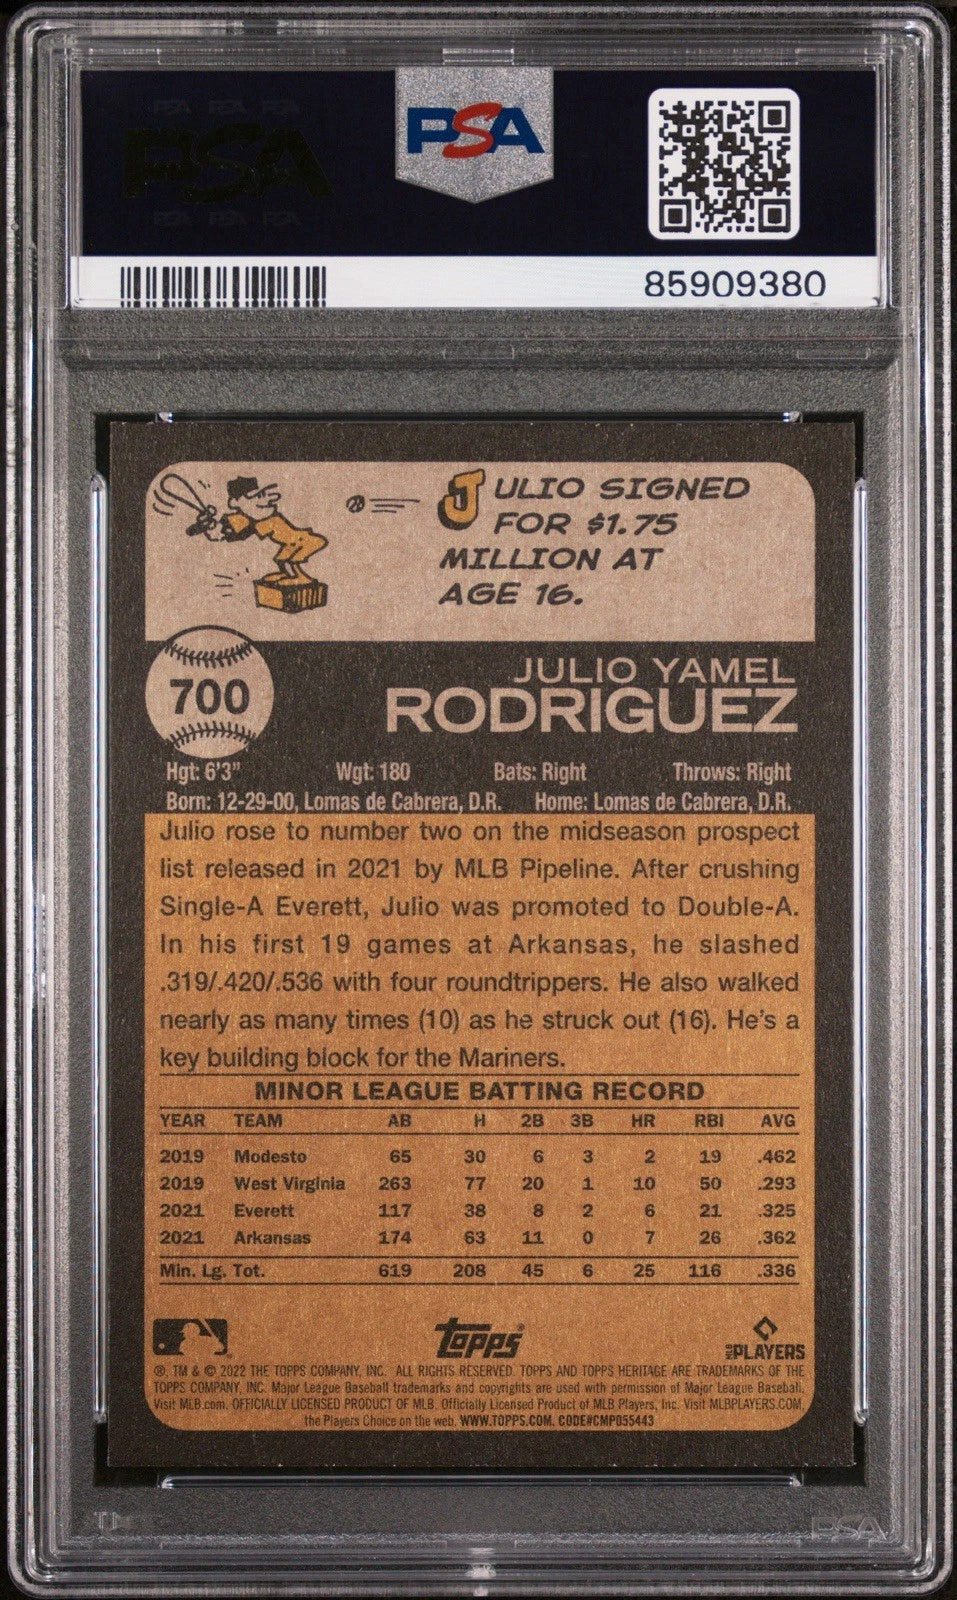 PSA PSA PSA
PSA
PSA PSA PSA
PSA
85909380
JULIO SIGNED
FOR $1.75
MILLION AT
AGE 16.
700
JULIO YAMEL
RODRIGUEZ
Hgt: 6'3" Wgt: 180 Bats: Right Throws: Right
Born: 12-29-00, Lomas de Cabrera, D.R. Home: Lomas de Cabrera, D.R.
Julio rose to number two on the midseason prospect
list released in 2021 by MLB Pipeline. After crushing
Single-A Everett, Julio was promoted to Double-A.
In his first 19 games at Arkansas, he slashed
.319/.420/.536 with four roundtrippers. He also walked
nearly as many times (10) as he struck out (16). He's a
key building block for the Mariners.
MINOR LEAGUE BATTING RECORD
YEAR TEAM AB H 2B 3B HR RBI AVG
2019 Modesto 65 30 6 3 2 19 .462
2019 West Virginia 263 77 20 1 10 50 .293
2021 Everett 117 38 8 2 6 21 .325
2021 Arkansas 174 63 11 0 7 26 .362
Min. Lg. Tot. 619 208 45 6 25 116 .336
Topps®
MLB PLAYERS
®, TM & © 2022 THE TOPPS COMPANY, INC. ALL RIGHTS RESERVED. TOPPS AND TOPPS HERITAGE ARE TRADEMARKS OF THE
TOPPS COMPANY, INC. Major League Baseball trademarks and copyrights are used with permission of Major League Baseball.
Visit MLB.com. OFFICIALLY LICENSED PRODUCT OF MLB. Officially Licensed Product of MLB Players, Inc. Visit MLBPLAYERS.COM,
the Players Choice on the web. WWW.TOPPS.COM. CODE#CMP055443
PSA